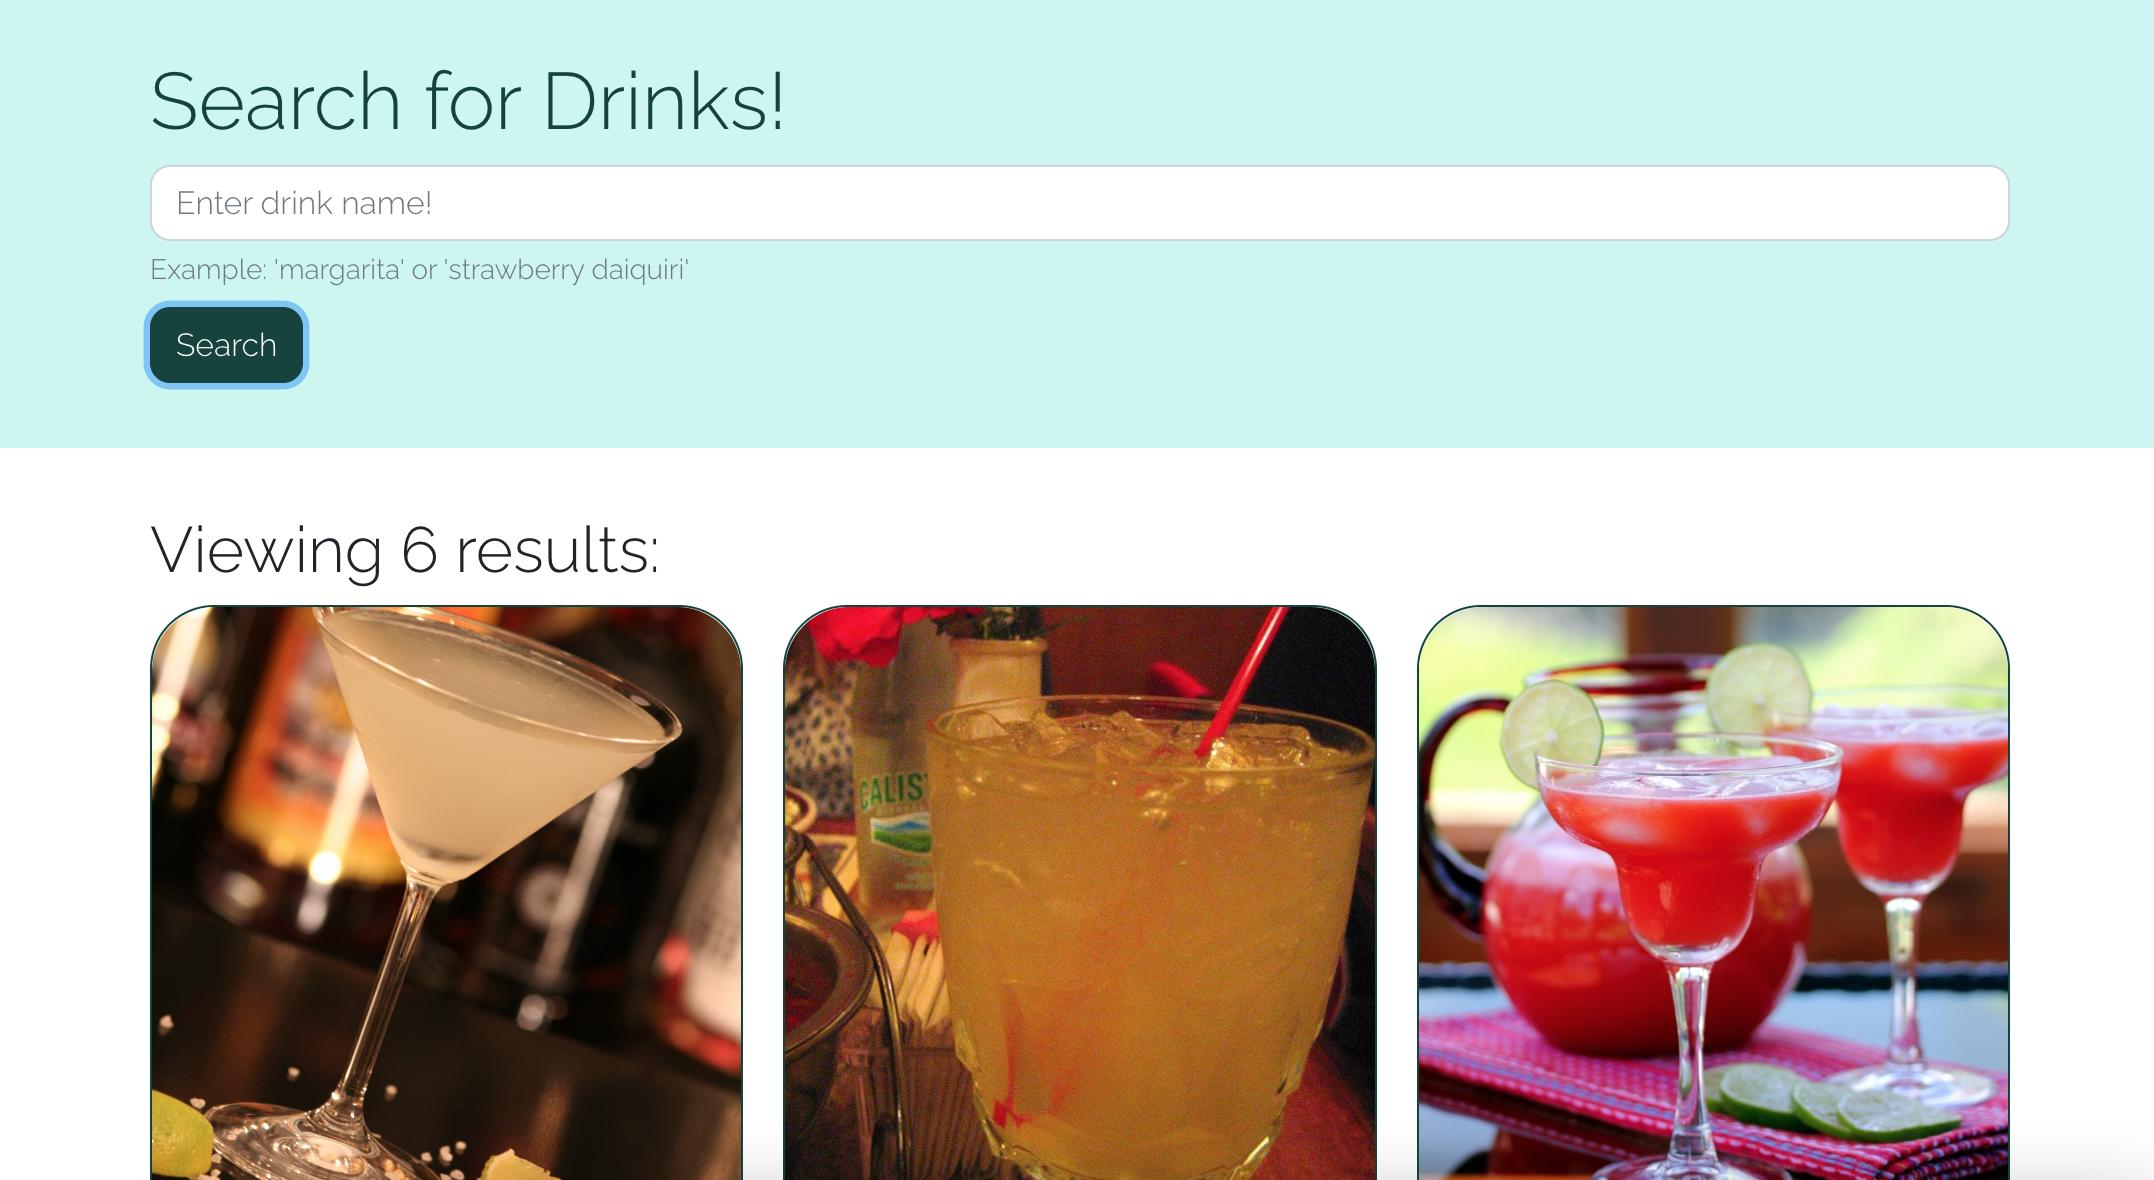 Search for Drinks!
Enter drink name!
Example: 'margarita' or 'strawberry daiquiri'
Search
Viewing 6 results:
CALIS